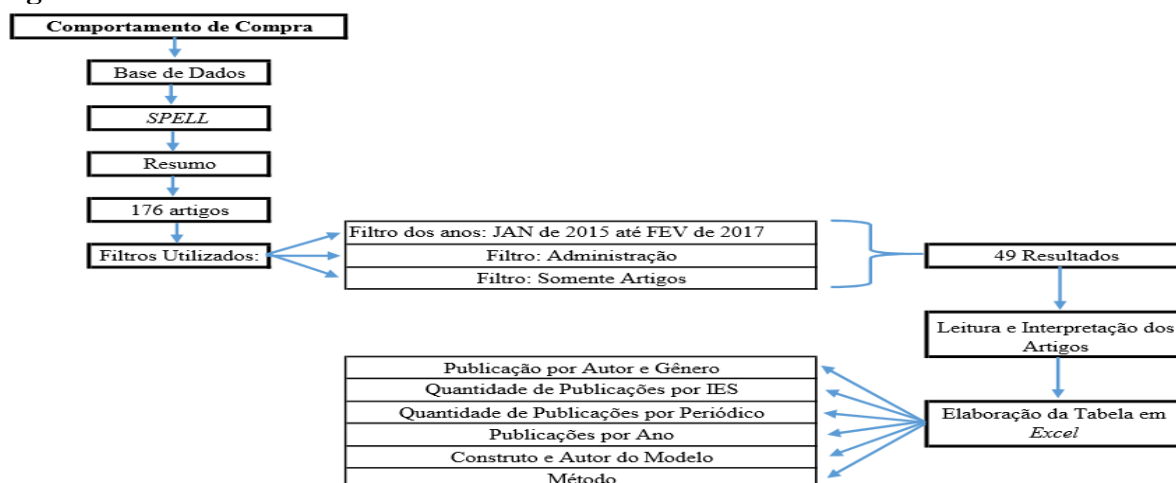 Comportamento de Compra
Base de Dados
SPELL
Resumo
176 artigos
Filtros Utilizados:
Filtro dos anos: JAN de 2015 até FEV de 2017
Filtro: Administração
Filtro: Somente Artigos
49 Resultados
Leitura e Interpretação dos
Artigos
Elaboração da Tabela em
Excel
Publicação por Autor e Gênero
Quantidade de Publicações por IES
Quantidade de Publicações por Periódico
Publicações por Ano
Construto e Autor do Modelo
Método